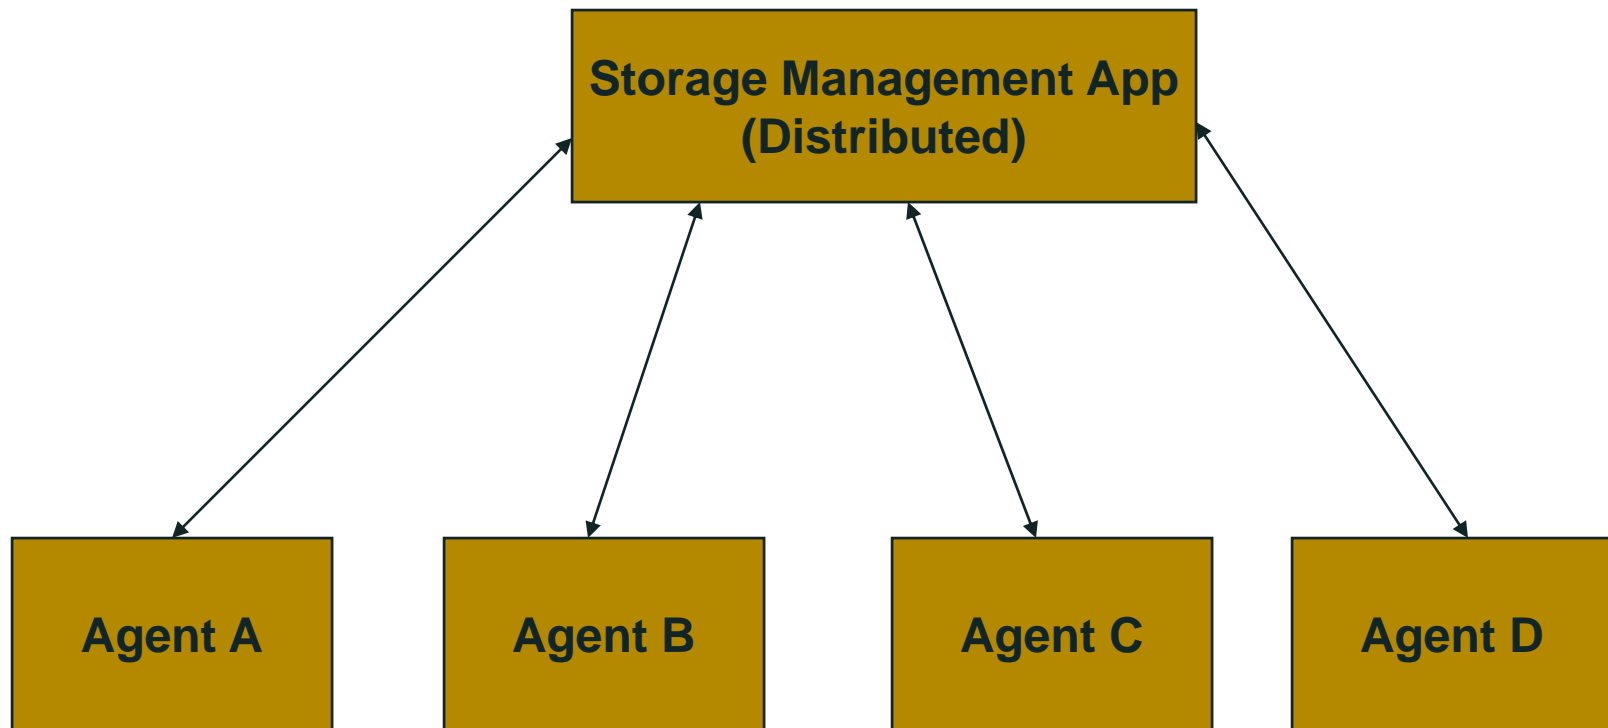 Storage Management App
(Distributed)
Agent A
Agent B
Agent C
Agent D